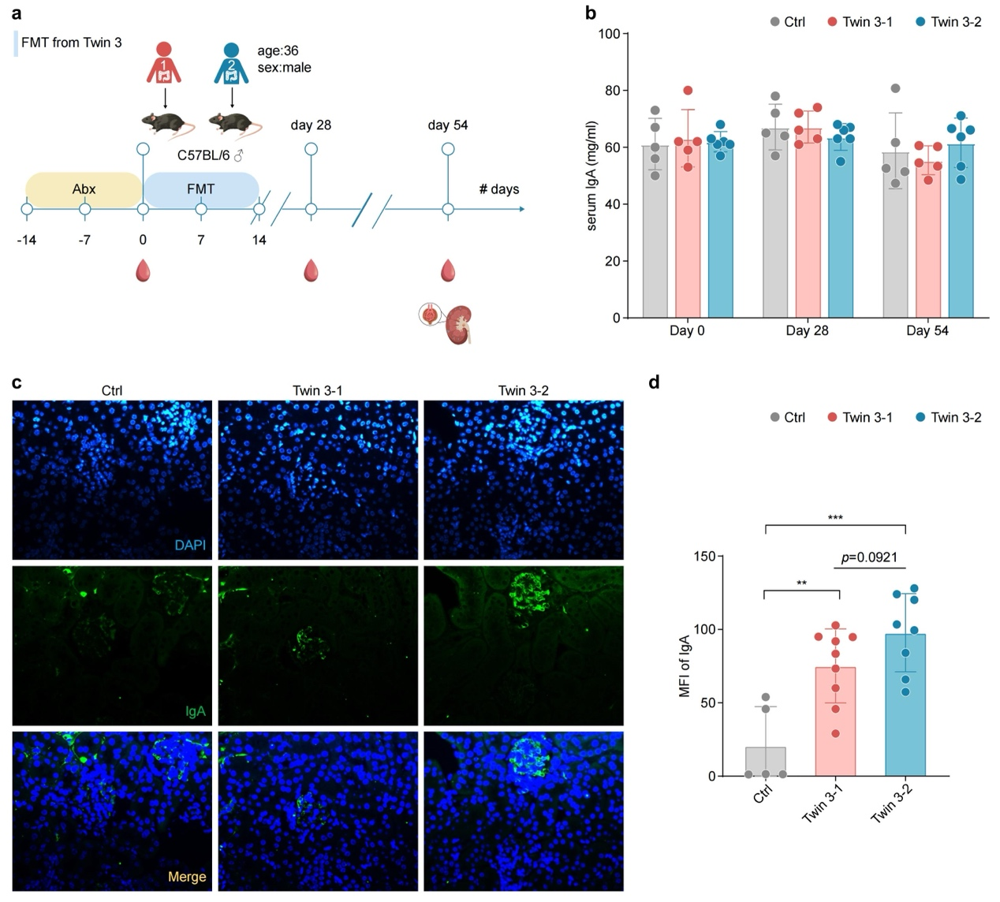 a
FMT from Twin 3
1
2
age:36
sex:male
C57BL/6 ♂
day 28
day 54
Abx
FMT
# days
-14
-7
0
7
14
b
Ctrl
Twin 3-1
Twin 3-2
serum IgA (mg/ml)
100
80
60
40
20
0
Day 0
Day 28
Day 54
c
Ctrl
Twin 3-1
Twin 3-2
DAPI
IgA
Merge
d
Ctrl
Twin 3-1
Twin 3-2
***
p=0.0921
**
MFI of IgA
150
100
50
0
Ctrl
Twin 3-1
Twin 3-2